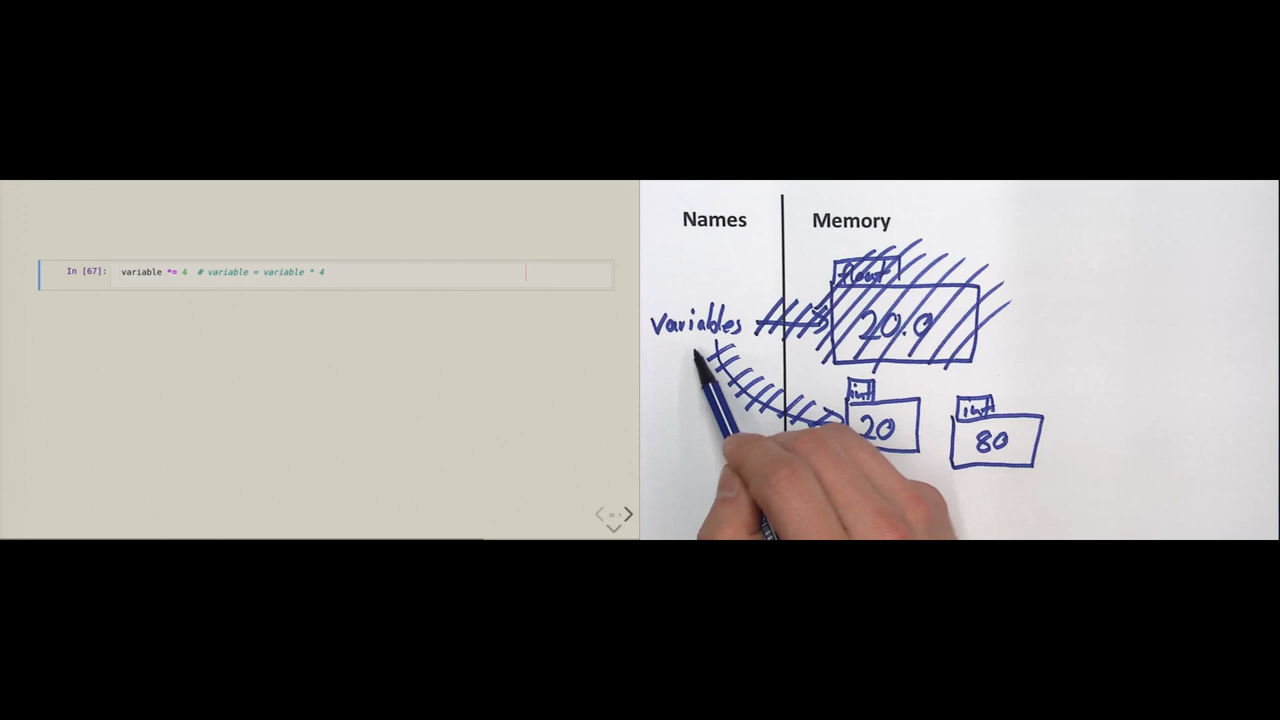 In [67]: variable *= 4 # variable = variable * 4
Names Memory
float
variables 20.0
int
20
int
80